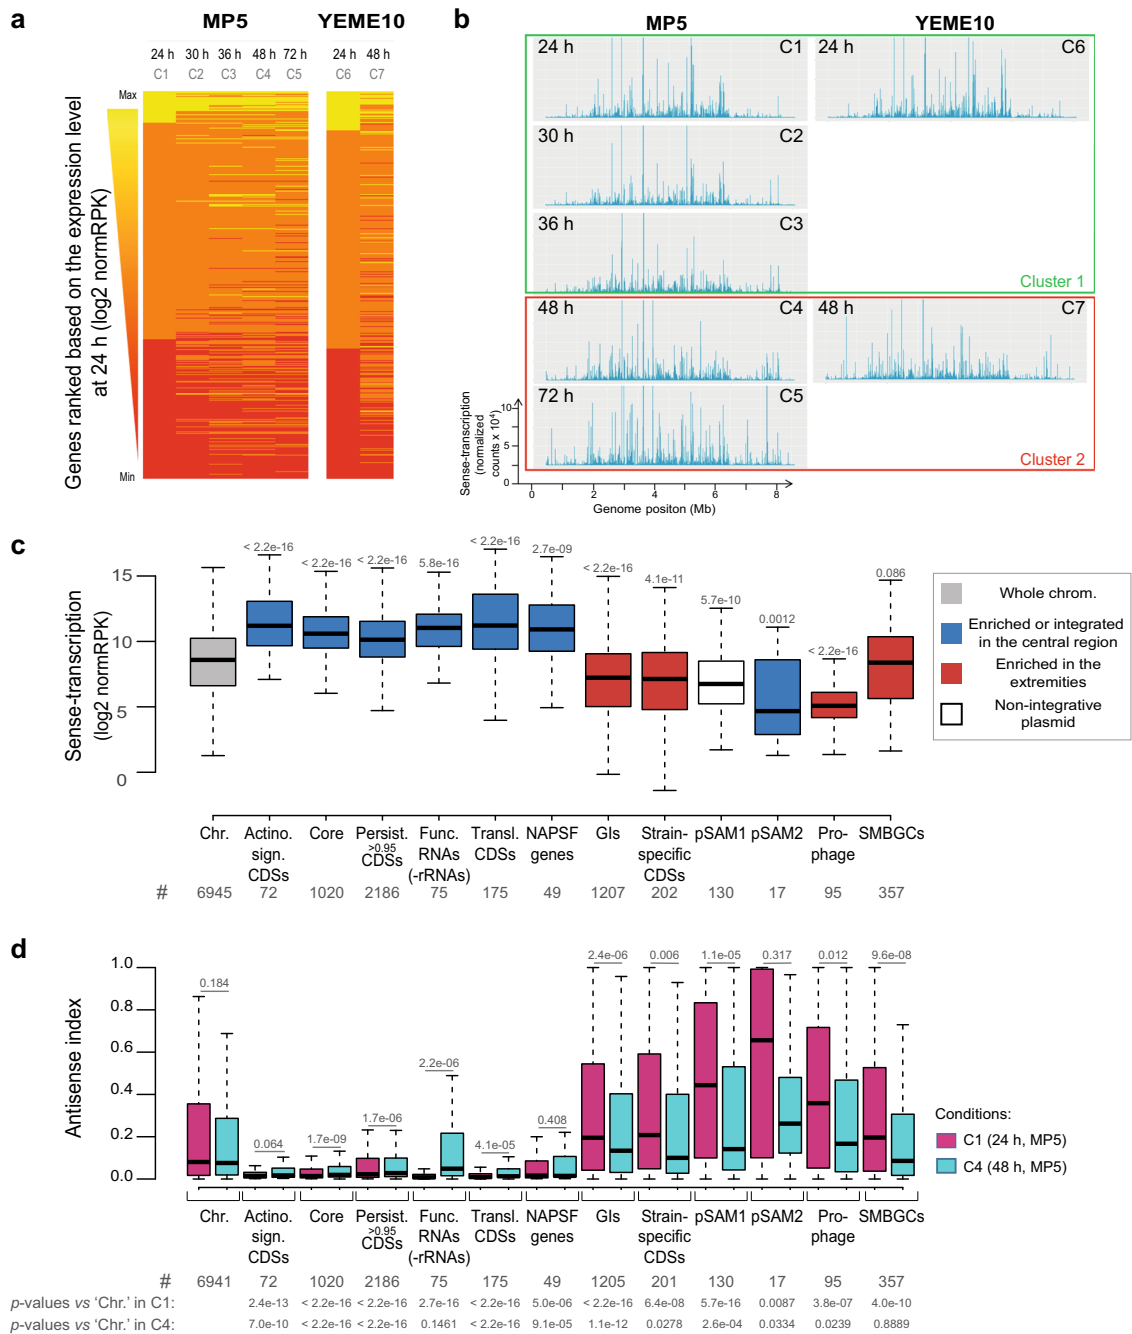 a
MP5 YEME10
24 h 30 h 36 h 48 h 72 h 24 h 48 h
C1 C2 C3 C4 C5 C6 C7
Max
Min
Genes ranked based on the expression level
at 24 h (log2 normRPK)
b
MP5 YEME10
24 h C1 24 h C6
30 h C2
36 h C3
Cluster 1
48 h C4 48 h C7
72 h C5
Cluster 2
Sense-transcription
(normalized
counts x 10⁴)
10
5
0
0 2 4 6 8
Genome positon (Mb)
c
Sense-transcription
(log2 normRPK)
15
10
5
0
< 2.2e-16 < 2.2e-16 < 2.2e-16 5.8e-16 < 2.2e-16 2.7e-09 < 2.2e-16 4.1e-11 5.7e-10 0.0012 < 2.2e-16 0.086
Whole chrom.
Enriched or integrated
in the central region
Enriched in the
extremities
Non-integrative
plasmid
Chr. Actino. Core Persist. Func. Transl. NAPSF GIs Strain- pSAM1 pSAM2 Pro- SMBGCs
sign. >0.95 RNAs CDSs genes specific phage
CDSs CDSs (-rRNAs) CDSs
# 6945 72 1020 2186 75 175 49 1207 202 130 17 95 357
d
Antisense index
1.0
0.8
0.6
0.4
0.2
0.0
0.184 0.064 1.7e-09 1.7e-06 2.2e-06 4.1e-05 0.408 2.4e-06 0.006 1.1e-05 0.317 0.012 9.6e-08
Conditions:
C1 (24 h, MP5)
C4 (48 h, MP5)
Chr. Actino. Core Persist. Func. Transl. NAPSF GIs Strain- pSAM1 pSAM2 Pro- SMBGCs
sign. >0.95 RNAs CDSs genes specific phage
CDSs CDSs (-rRNAs) CDSs
# 6941 72 1020 2186 75 175 49 1205 201 130 17 95 357
p-values vs 'Chr.' in C1: 2.4e-13 < 2.2e-16 < 2.2e-16 2.7e-16 < 2.2e-16 5.0e-06 < 2.2e-16 6.4e-08 5.7e-16 0.0087 3.8e-07 4.0e-10
p-values vs 'Chr.' in C4: 7.0e-10 < 2.2e-16 < 2.2e-16 0.1461 < 2.2e-16 9.1e-05 1.1e-12 0.0278 2.6e-04 0.0334 0.0239 0.8889